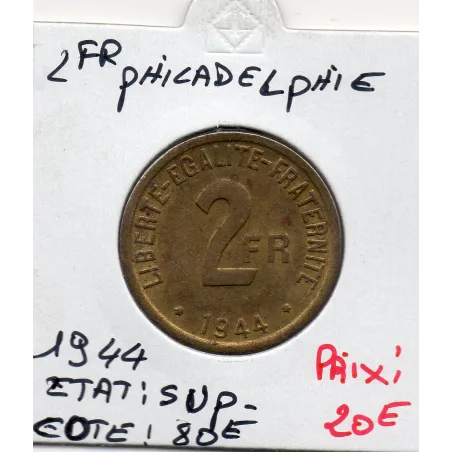 2FR PHILADELPHIE
LIBERTE-EGALITE-FRATERNITE
2 FR
* 1944 *
1944
ETAT: SUP-
COTE: 80E
PRIX:
20E